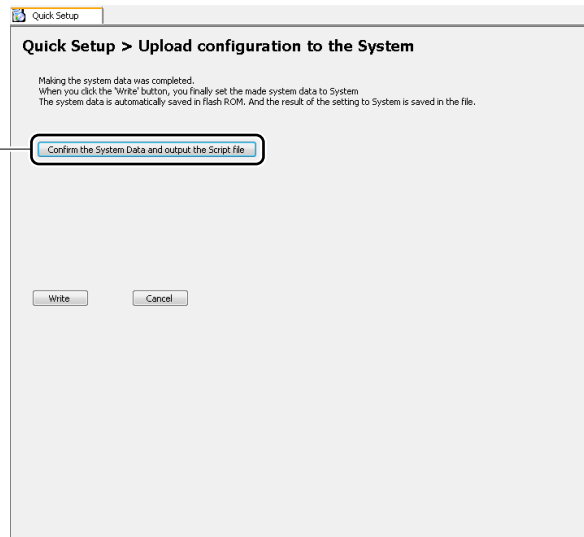 Quick Setup
Quick Setup > Upload configuration to the System
Making the system data was completed.
When you click the 'Write' button, you finally set the made system data to System
The system data is automatically saved in flash ROM. And the result of the setting to System is saved in the file.
Confirm the System Data and output the Script file
Write Cancel